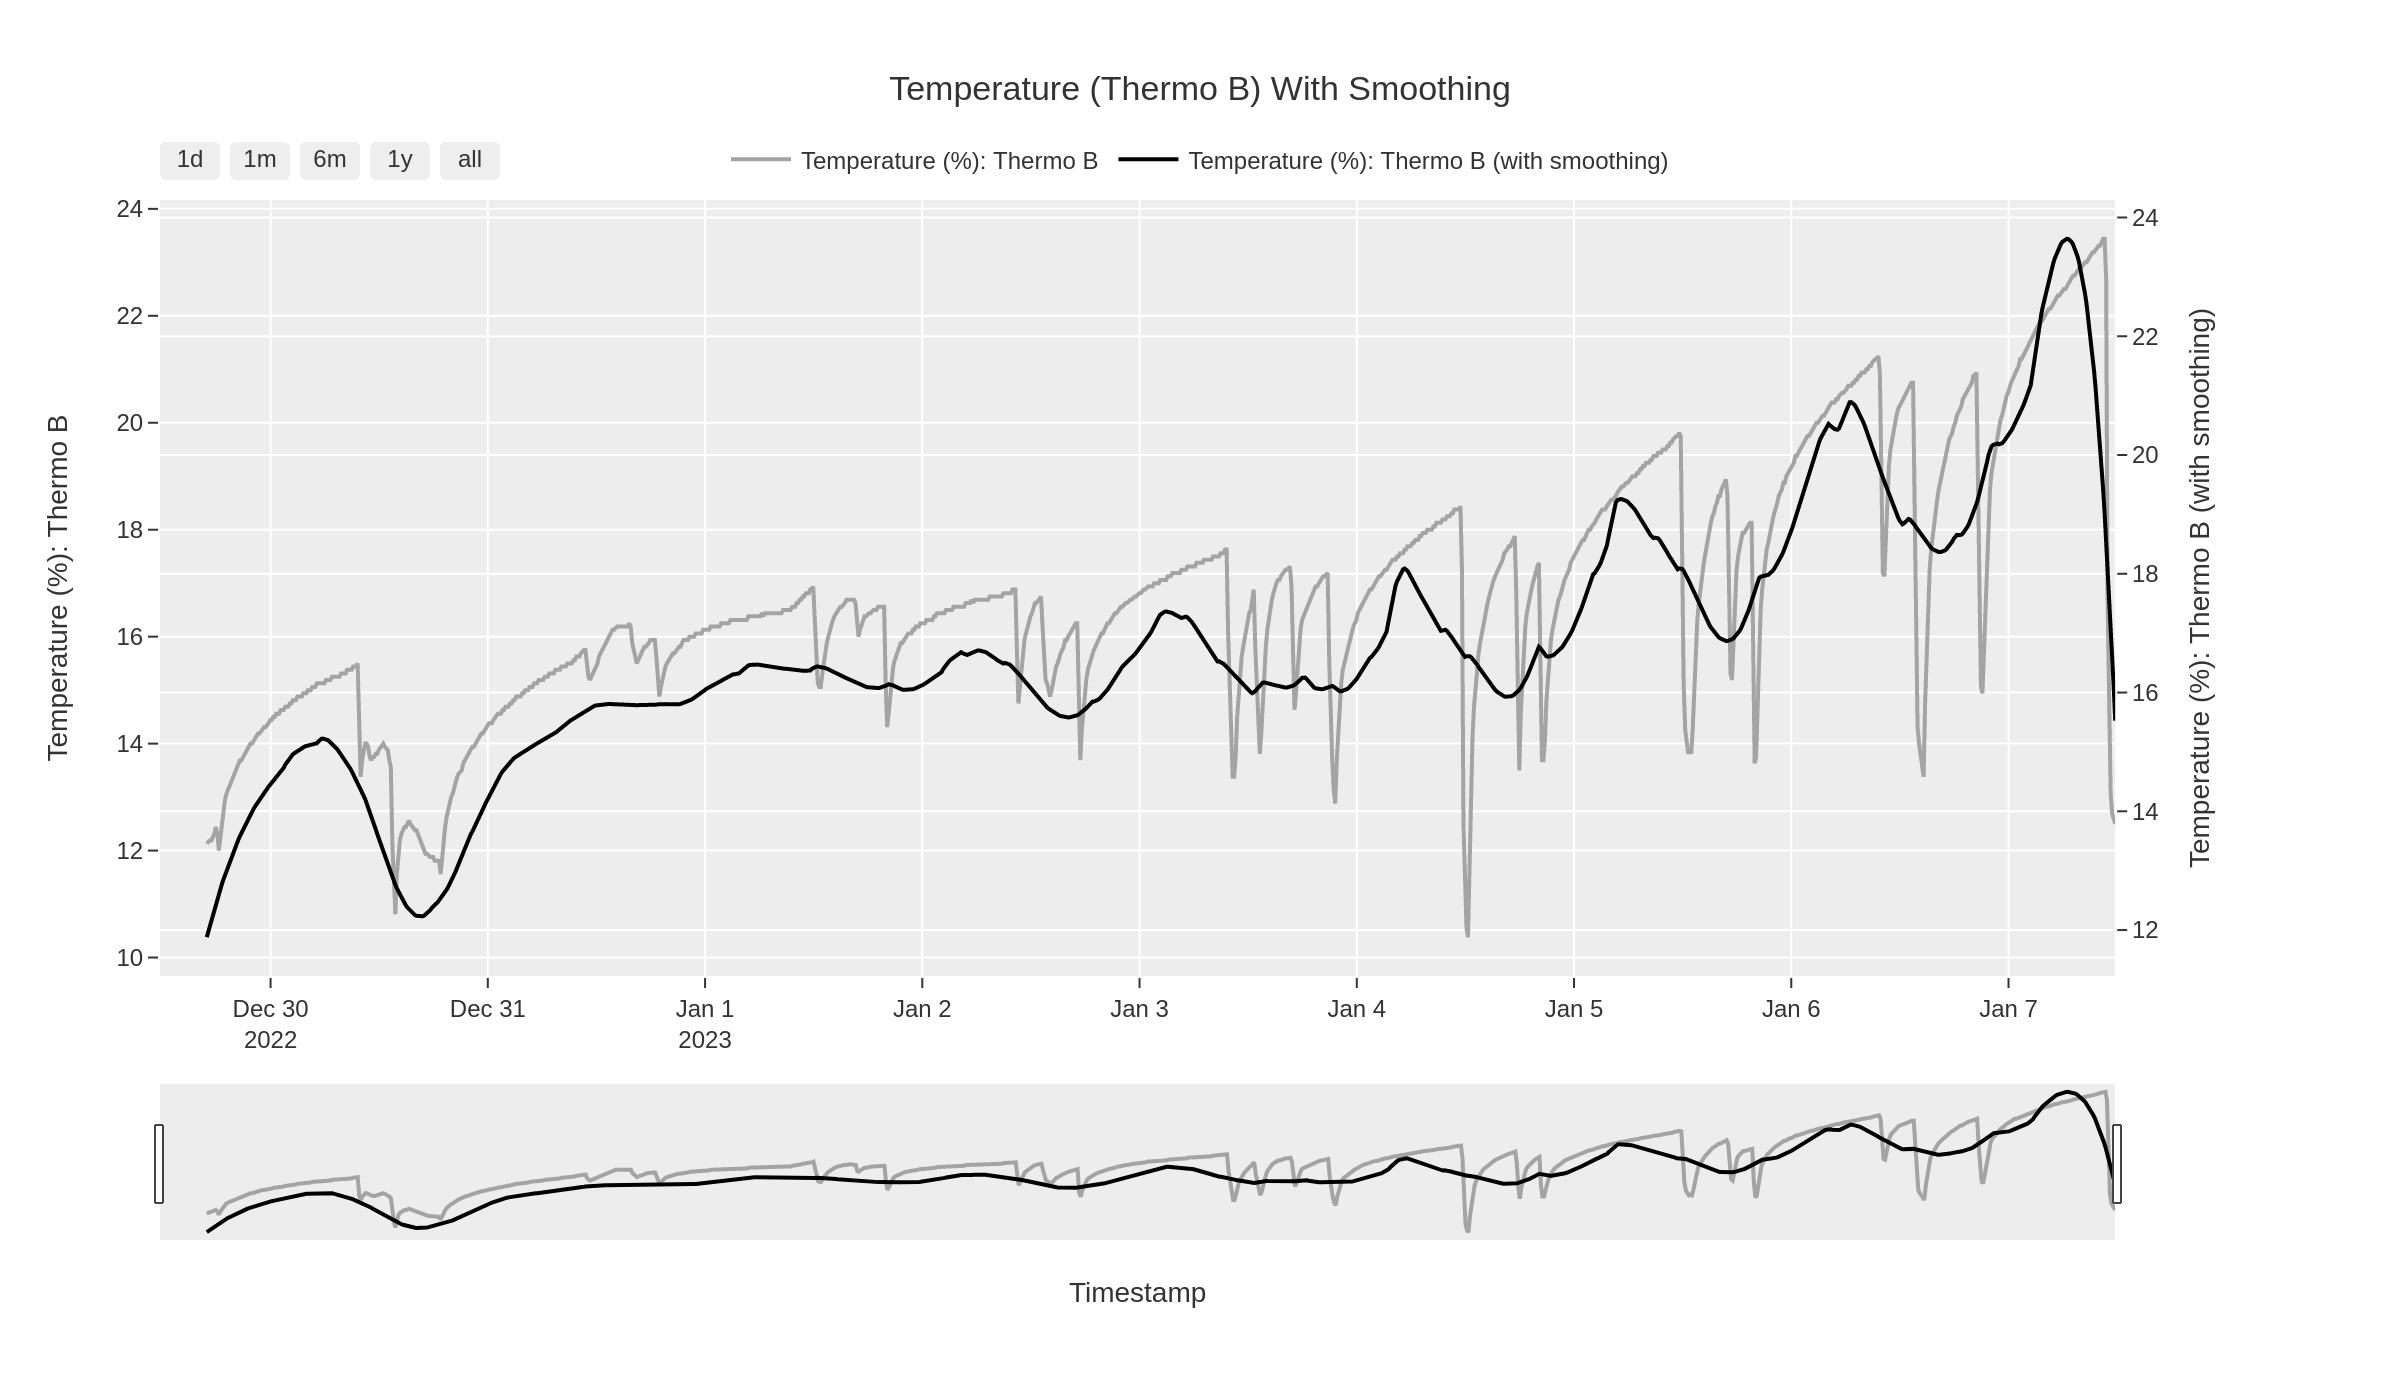 Temperature (Thermo B) With Smoothing
1d 1m 6m 1y all
Temperature (%): Thermo B Temperature (%): Thermo B (with smoothing)
Temperature (%): Thermo B
24
22
20
18
16
14
12
10
24
22
20
18
16
14
12
Temperature (%): Thermo B (with smoothing)
Dec 30 Dec 31 Jan 1 Jan 2 Jan 3 Jan 4 Jan 5 Jan 6 Jan 7
2022 2023
Timestamp